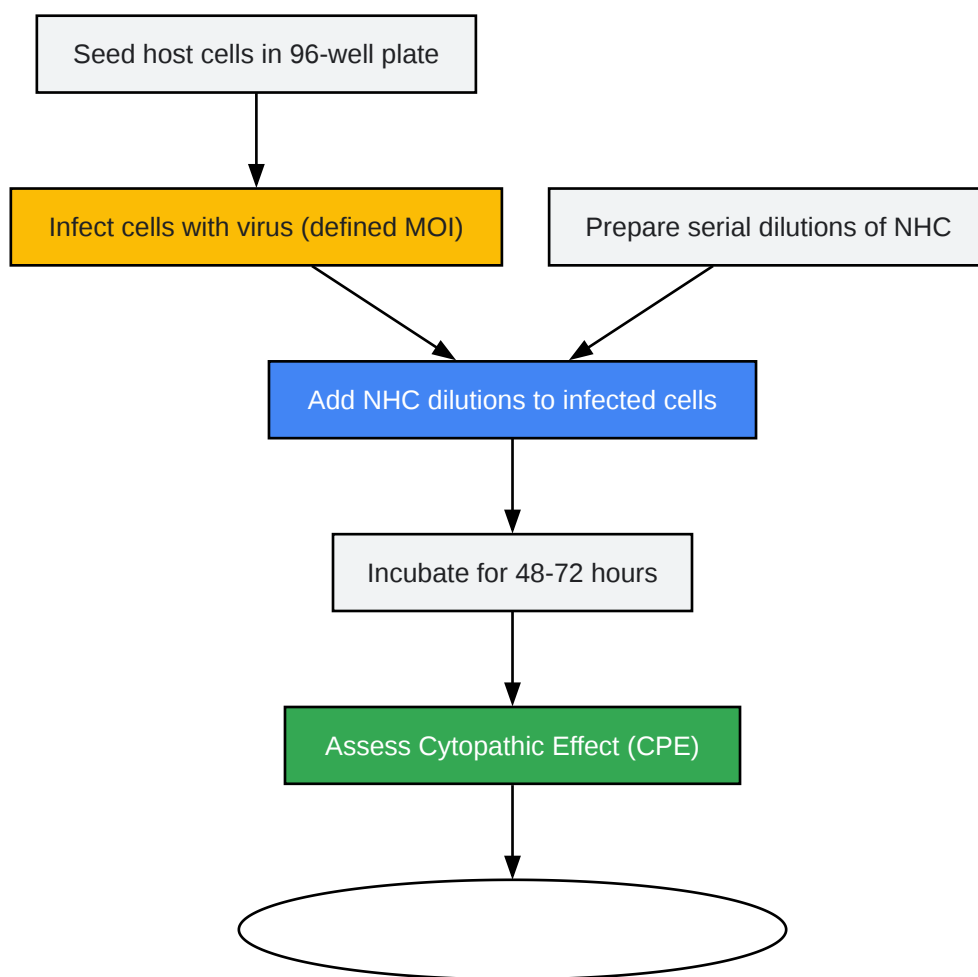 Seed host cells in 96-well plate
Infect cells with virus (defined MOI)
Prepare serial dilutions of NHC
Add NHC dilutions to infected cells
Incubate for 48-72 hours
Assess Cytopathic Effect (CPE)